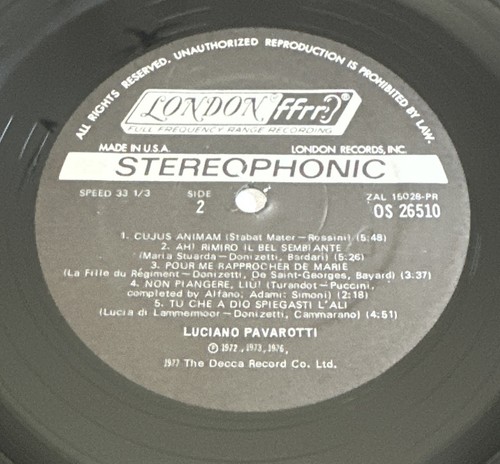 ALL RIGHTS RESERVED. UNAUTHORIZED REPRODUCTION IS PROHIBITED BY LAW.
LONDON ffrr ®
FULL FREQUENCY RANGE RECORDING
MADE IN U.S.A. LONDON RECORDS, INC.
STEREOPHONIC
SPEED 33 1/3 SIDE ZAL 15028-PR
2 OS 26510
1. CUJUS ANIMAM (Stabat Mater—Rossini) (5:48)
2. AH! RIMIRO IL BEL SEMBIANTE
(Maria Stuarda—Donizetti, Bardari) (5:26)
3. POUR ME RAPPROCHER DE MARIE
(La Fille du Régiment—Donizetti, De Saint-Georges, Bayard) (3:37)
4. NON PIANGERE, LIU! (Turandot—Puccini,
completed by Alfano; Adami; Simoni) (2:18)
5. TU CHE A DIO SPIEGASTI L'ALI
(Lucia di Lammermoor—Donizetti, Cammarano) (4:51)
LUCIANO PAVAROTTI
Ⓟ 1972, 1973, 1976,
1977 The Decca Record Co. Ltd.